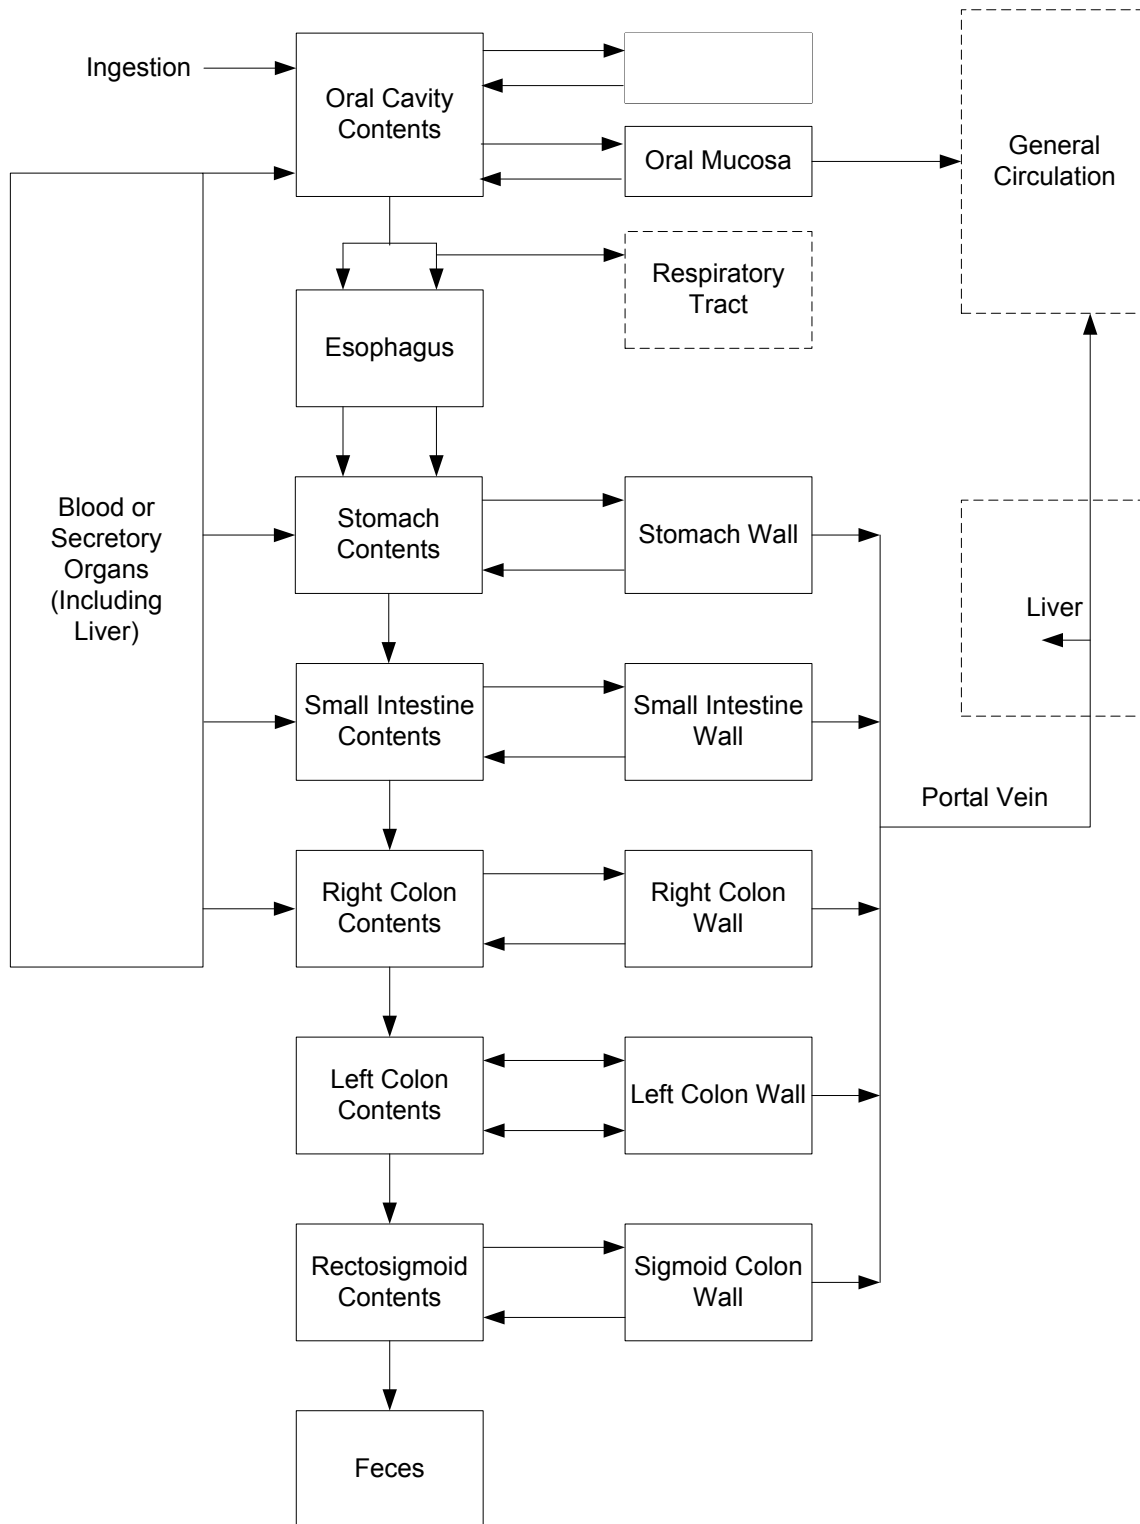 Ingestion
Oral Cavity
Contents
Oral Mucosa
General
Circulation
Respiratory
Tract
Esophagus
Blood or
Secretory
Organs
(Including
Liver)
Stomach
Contents
Stomach Wall
Liver
Small Intestine
Contents
Small Intestine
Wall
Portal Vein
Right Colon
Contents
Right Colon
Wall
Left Colon
Contents
Left Colon Wall
Rectosigmoid
Contents
Sigmoid Colon
Wall
Feces